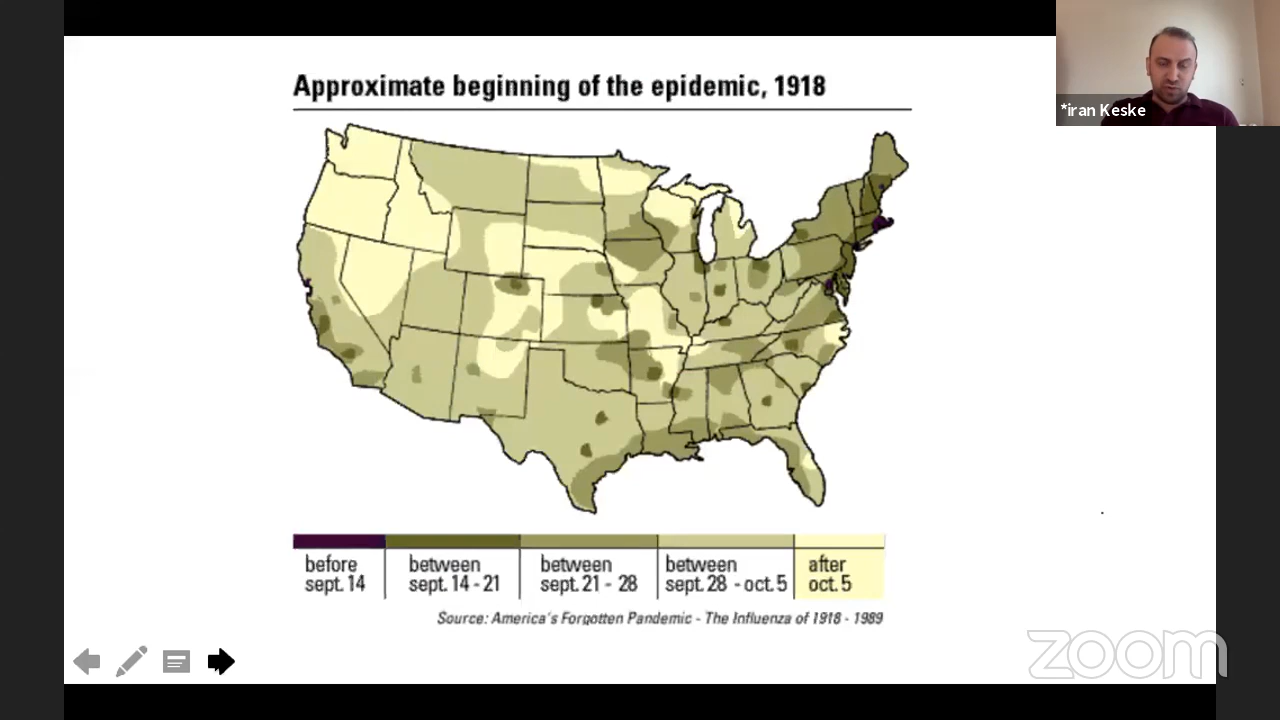 Approximate beginning of the epidemic, 1918
*iran Keske
before
sept. 14
between
sept. 14 - 21
between
sept. 21 - 28
between
sept. 28 - oct. 5
after
oct. 5
Source: America's Forgotten Pandemic - The Influenza of 1918 - 1989
zoom